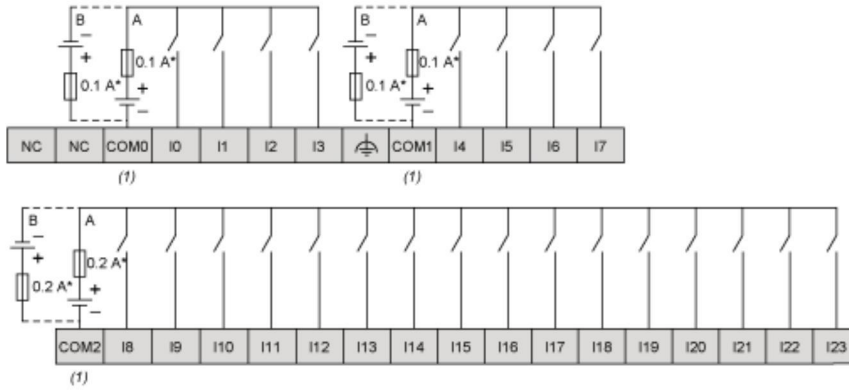 B A B A
0.1 A* 0.1 A* 0.1 A* 0.1 A*
NC NC COM0 I0 I1 I2 I3 COM1 I4 I5 I6 I7
(1) (1)
B A
0.2 A* 0.2 A*
COM2 I8 I9 I10 I11 I12 I13 I14 I15 I16 I17 I18 I19 I20 I21 I22 I23
(1)